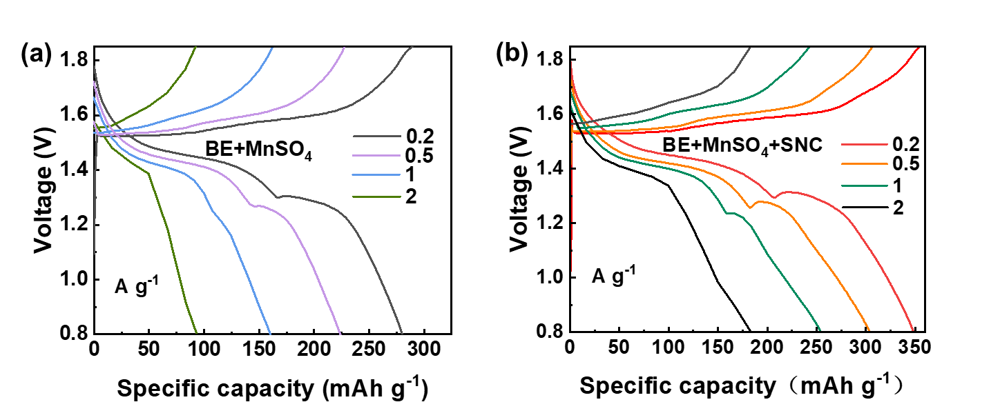 (a)
1.8
1.6
1.4
1.2
1.0
0.8
Voltage (V)
BE+MnSO4
0.2
0.5
1
2
A g-1
0 50 100 150 200 250 300
Specific capacity (mAh g-1)
(b)
1.8
1.6
1.4
1.2
1.0
0.8
Voltage (V)
BE+MnSO4+SNC
0.2
0.5
1
2
A g-1
0 50 100 150 200 250 300 350
Specific capacity（mAh g-1）